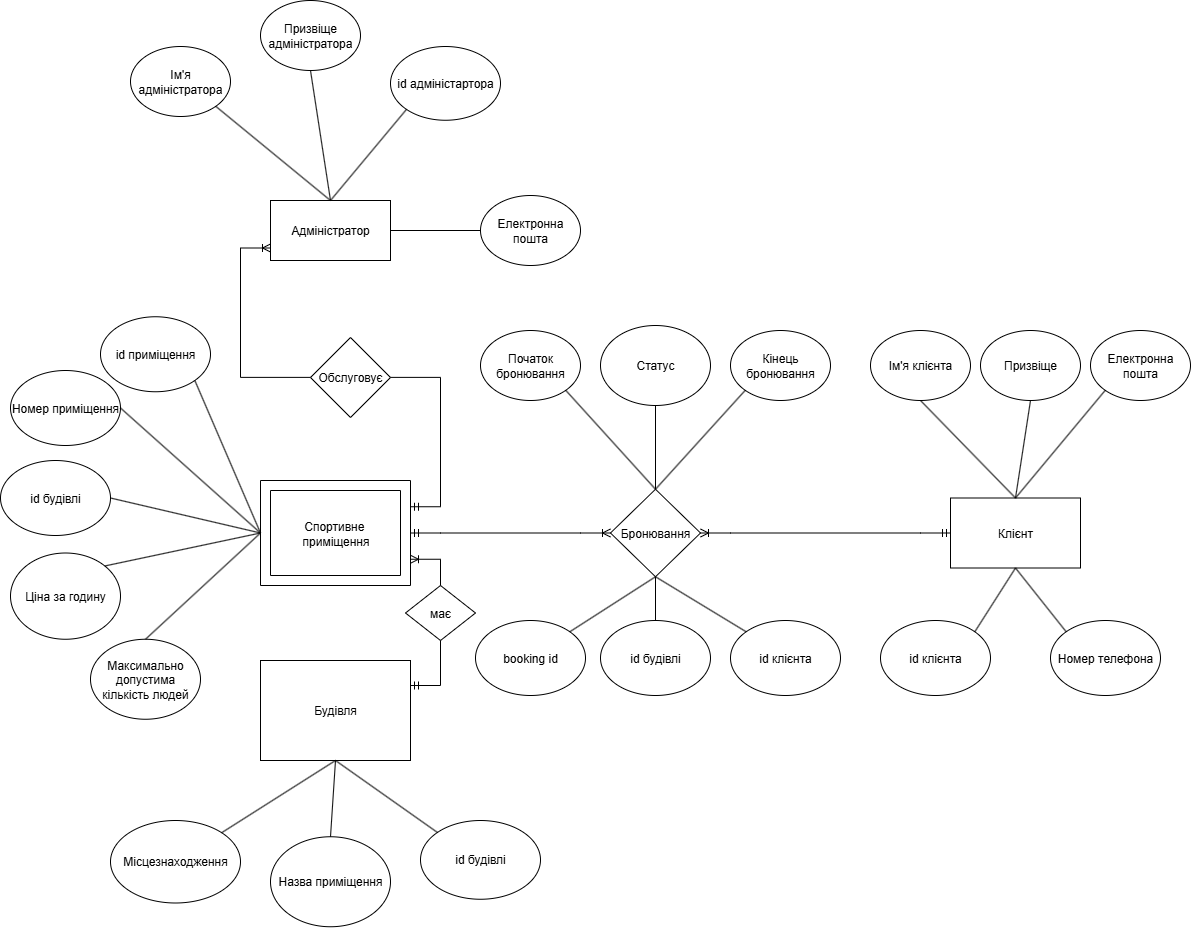 Призвіще
адміністратора
Ім'я
адміністратора
id адміністартора
Адміністратор
Електронна
пошта
Обслуговує
id приміщення
Номер приміщення
id будівлі
Ціна за годину
Максимально
допустима
кількість людей
Спортивне
приміщення
має
Будівля
Місцезнаходження
Назва приміщення
id будівлі
Початок
бронювання
Статус
Кінець
бронювання
Бронювання
booking id
id будівлі
id клієнта
Ім'я клієнта
Призвіще
Електронна
пошта
Клієнт
id клієнта
Номер телефона